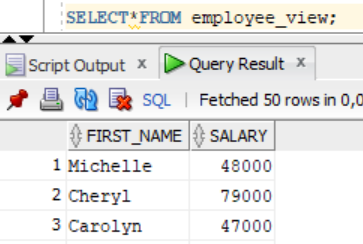 SELECT*FROM employee_view;
Script Output x Query Result x
SQL | Fetched 50 rows in 0,0
FIRST_NAME SALARY
1 Michelle 48000
2 Cheryl 79000
3 Carolyn 47000